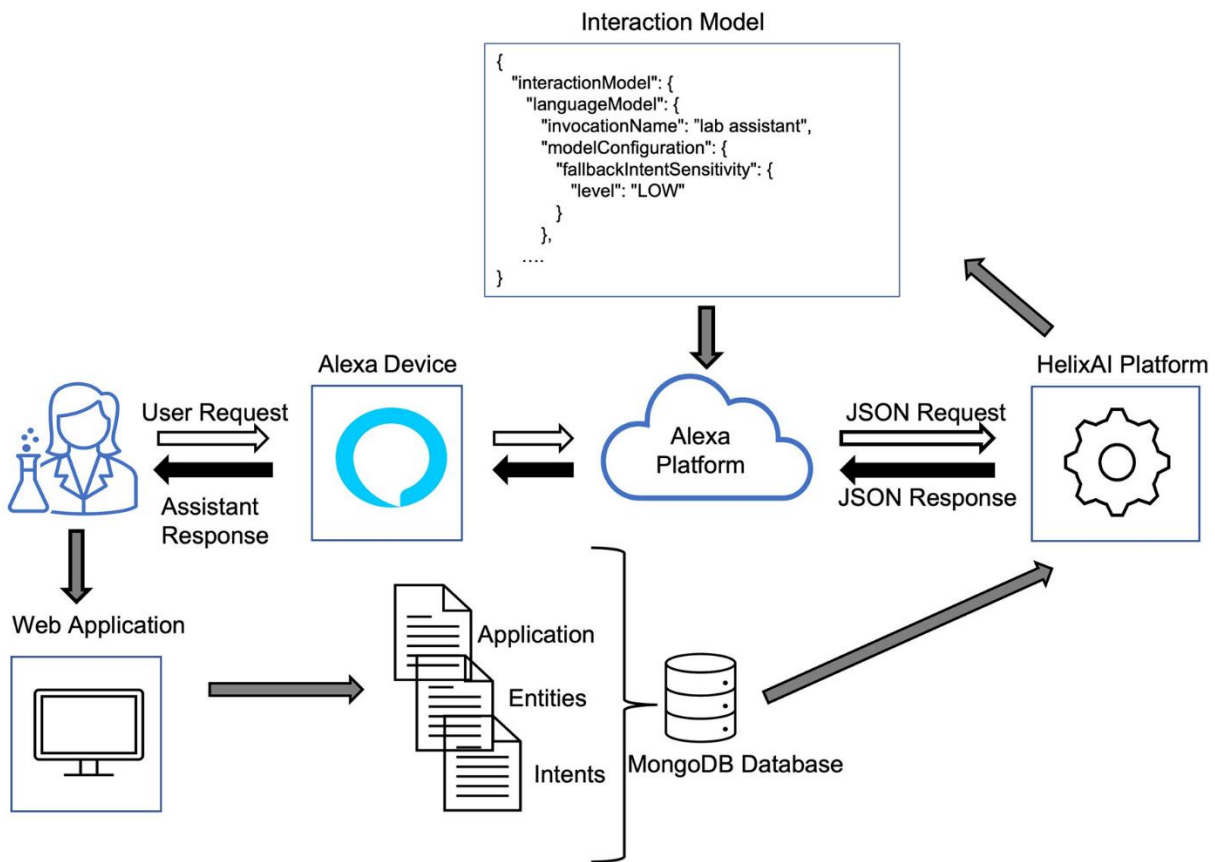 Interaction Model
{
"interactionModel": {
"languageModel": {
"invocationName": "lab assistant",
"modelConfiguration": {
"fallbackIntentSensitivity": {
"level": "LOW"
}
},
....
}
Alexa Device
HelixAI Platform
User Request
Assistant
Response
Alexa
Platform
JSON Request
JSON Response
Web Application
Application
Entities
Intents
MongoDB Database